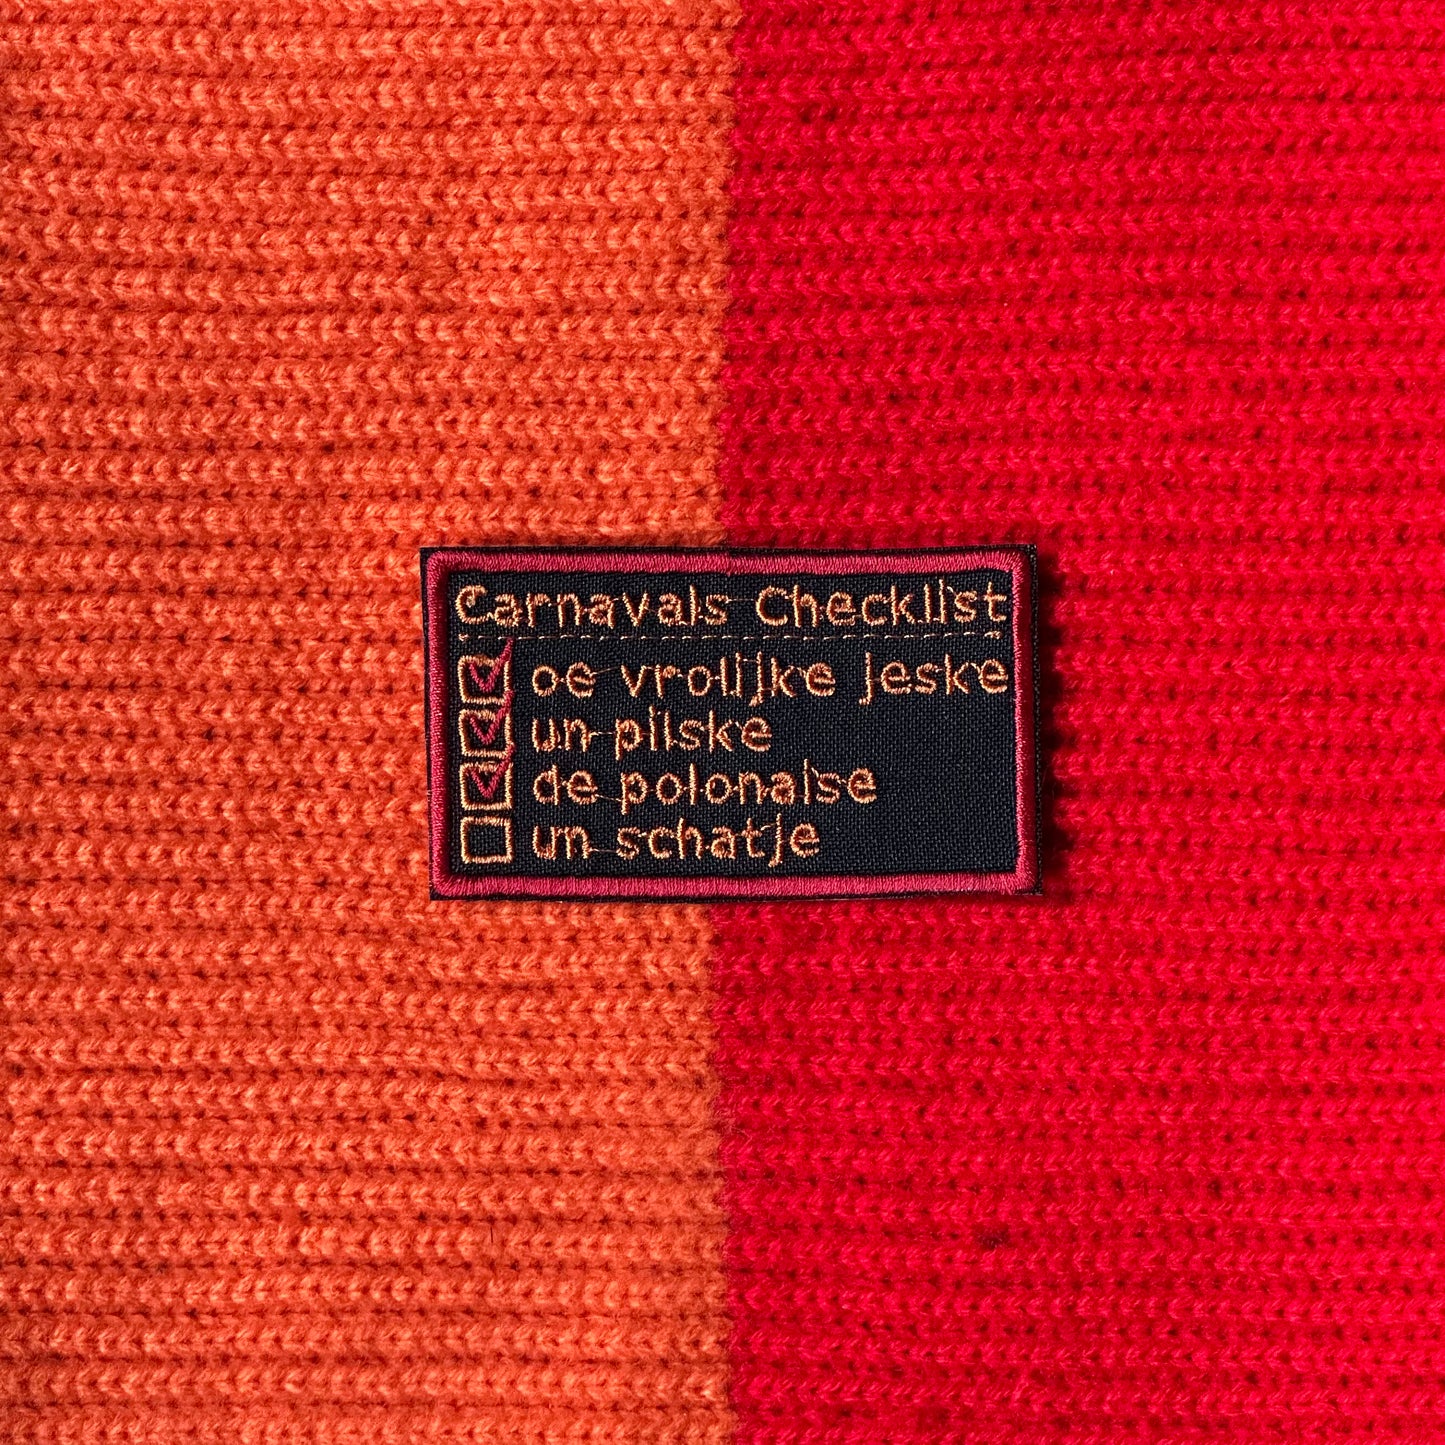 Carnavals Checklist
oe vrolijke jeske
un pilske
de polonaise
un schatje